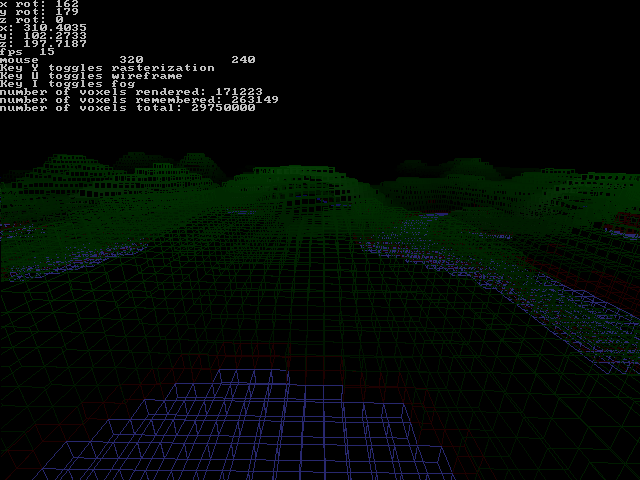 x rot: 162
y rot: 179
z rot: 0
x: 310.4035
y: 102.2733
z: 197.7187
fps 15
mouse 320 240
Key Y toggles rasterization
Key U toggles wireframe
Key I toggles fog
number of voxels rendered: 171223
number of voxels remembered: 263149
number of voxels total: 29750000